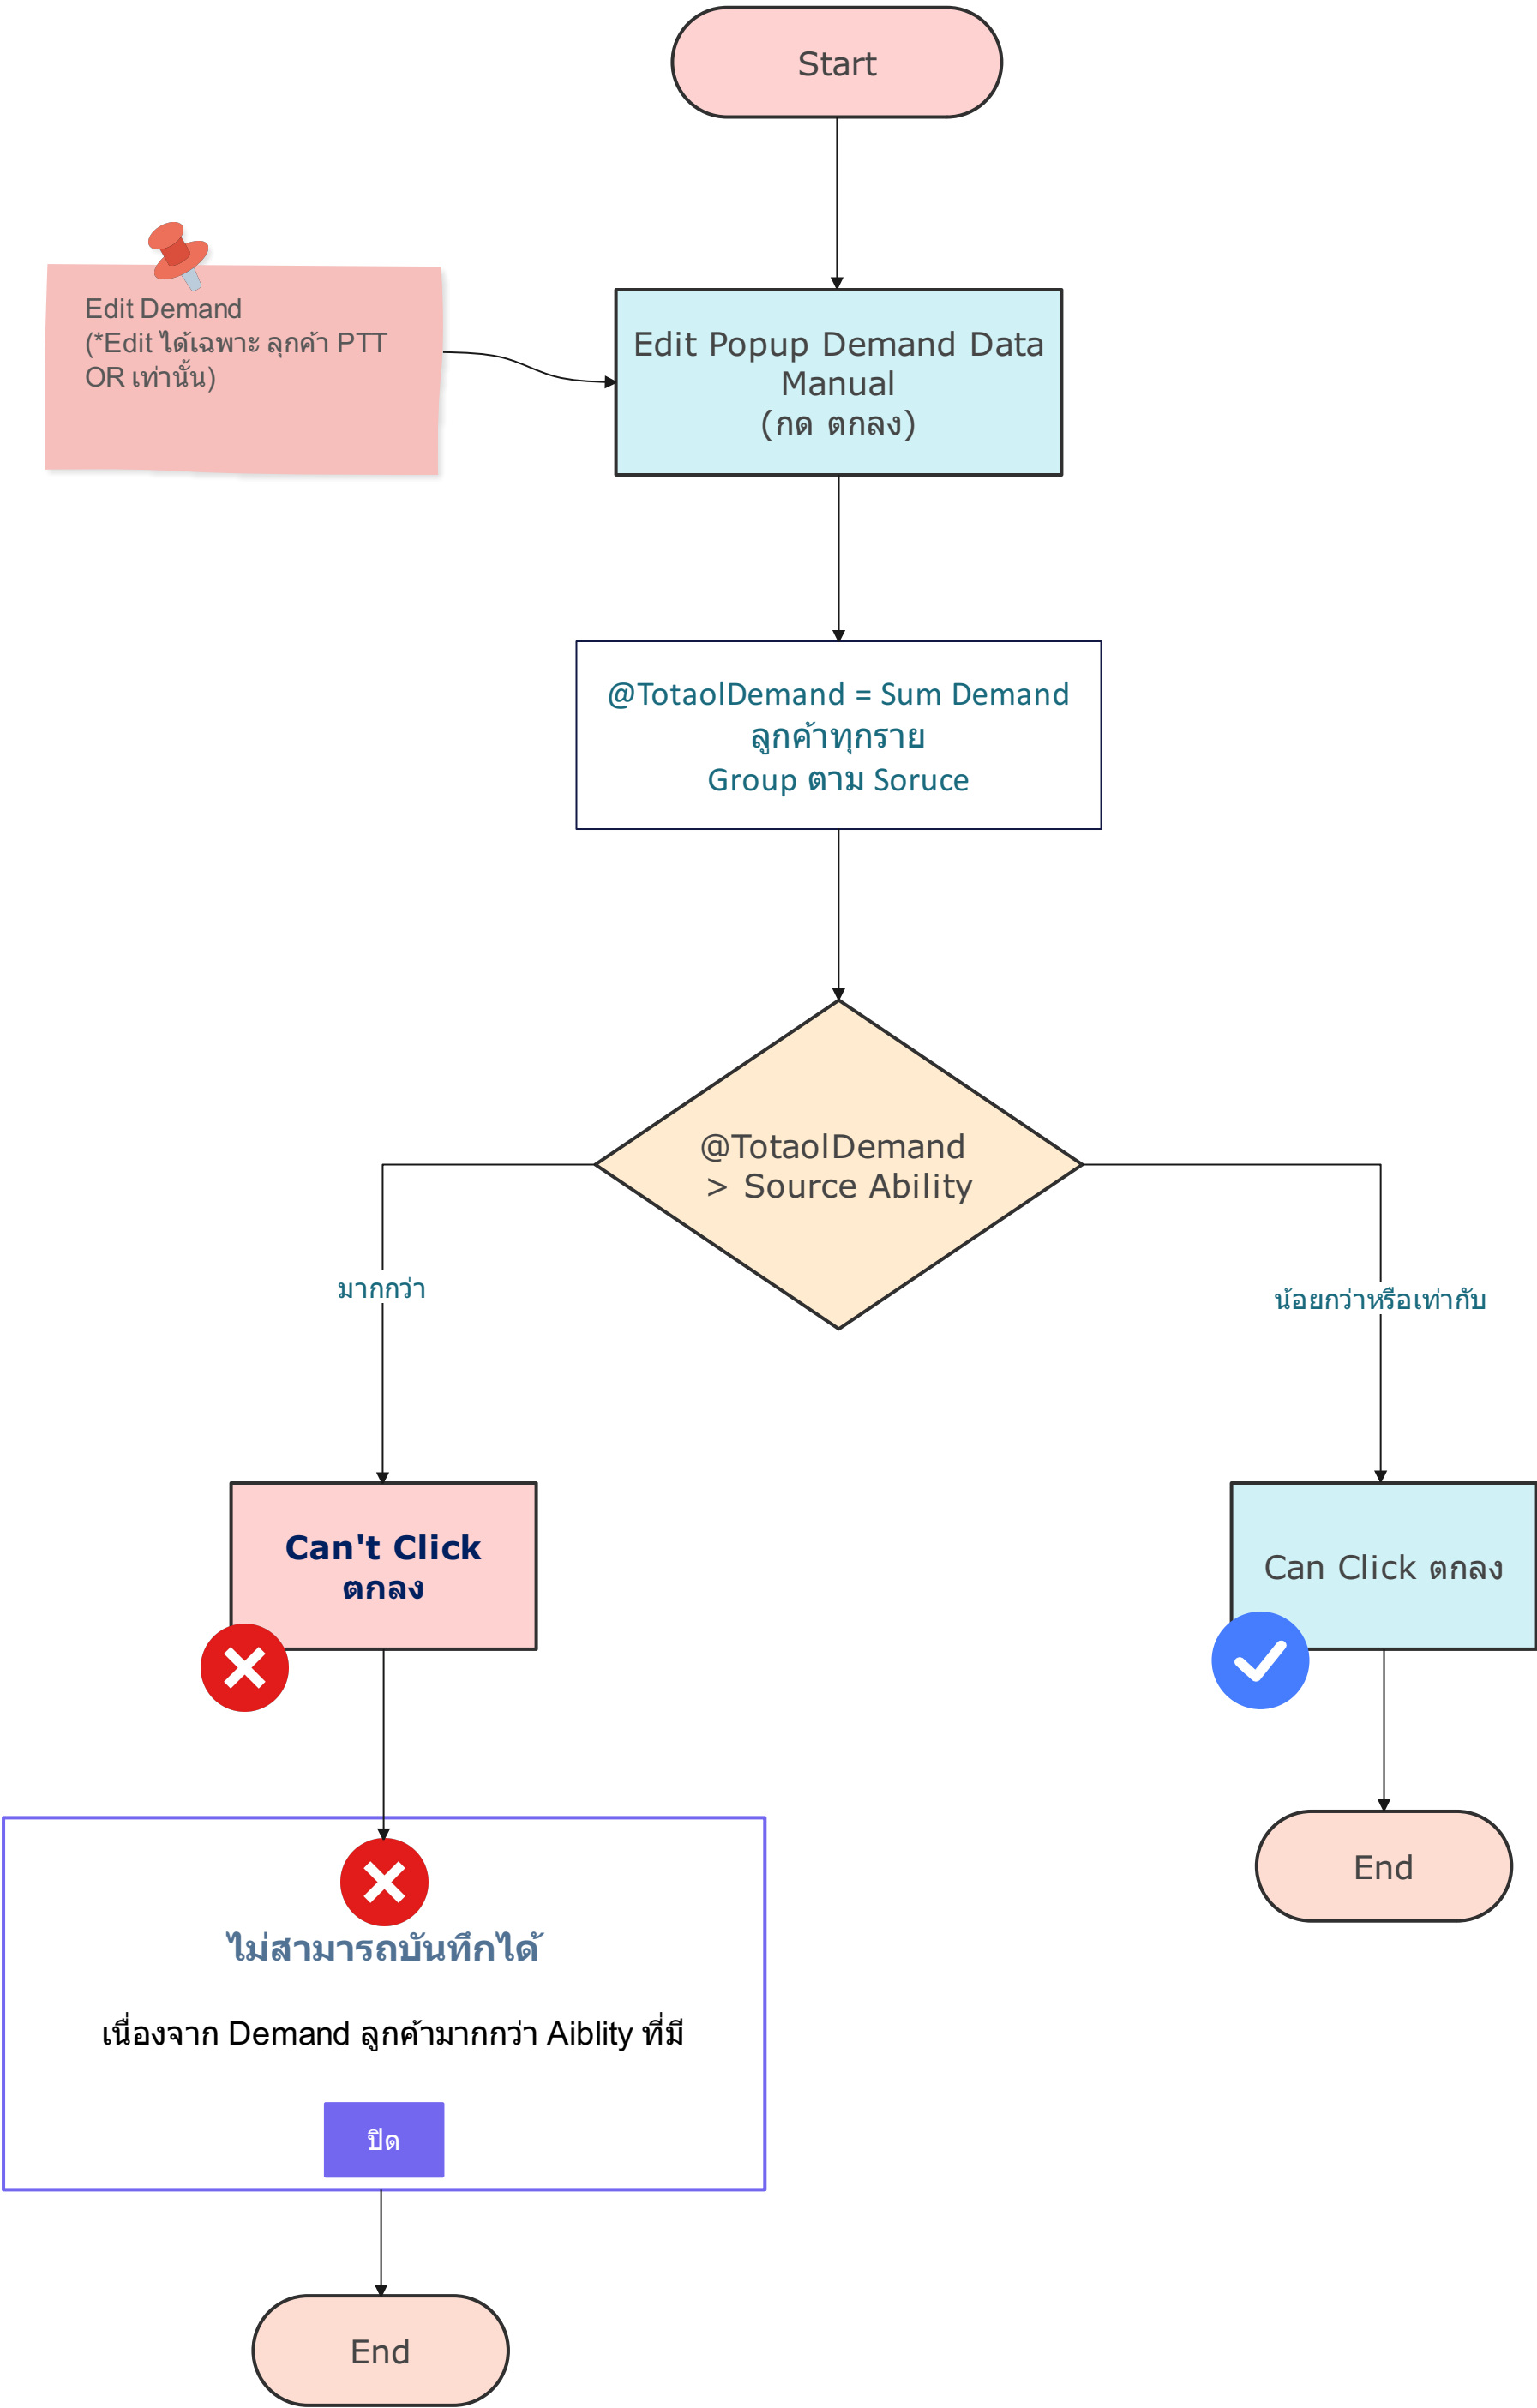 Start
Edit Demand
(*Edit ได้เฉพาะ ลุกค้า PTT
OR เท่านั้น)
Edit Popup Demand Data
Manual
(กด ตกลง)
@TotaolDemand = Sum Demand
ลูกค้าทุกราย
Group ตาม Soruce
@TotaolDemand
> Source Ability
มากกว่า
น้อยกว่าหรือเท่ากับ
Can't Click
ตกลง
Can Click ตกลง
End
ไม่สามารถบันทึกได้
เนื่องจาก Demand ลูกค้ามากกว่า Aiblity ที่มี
ปิด
End